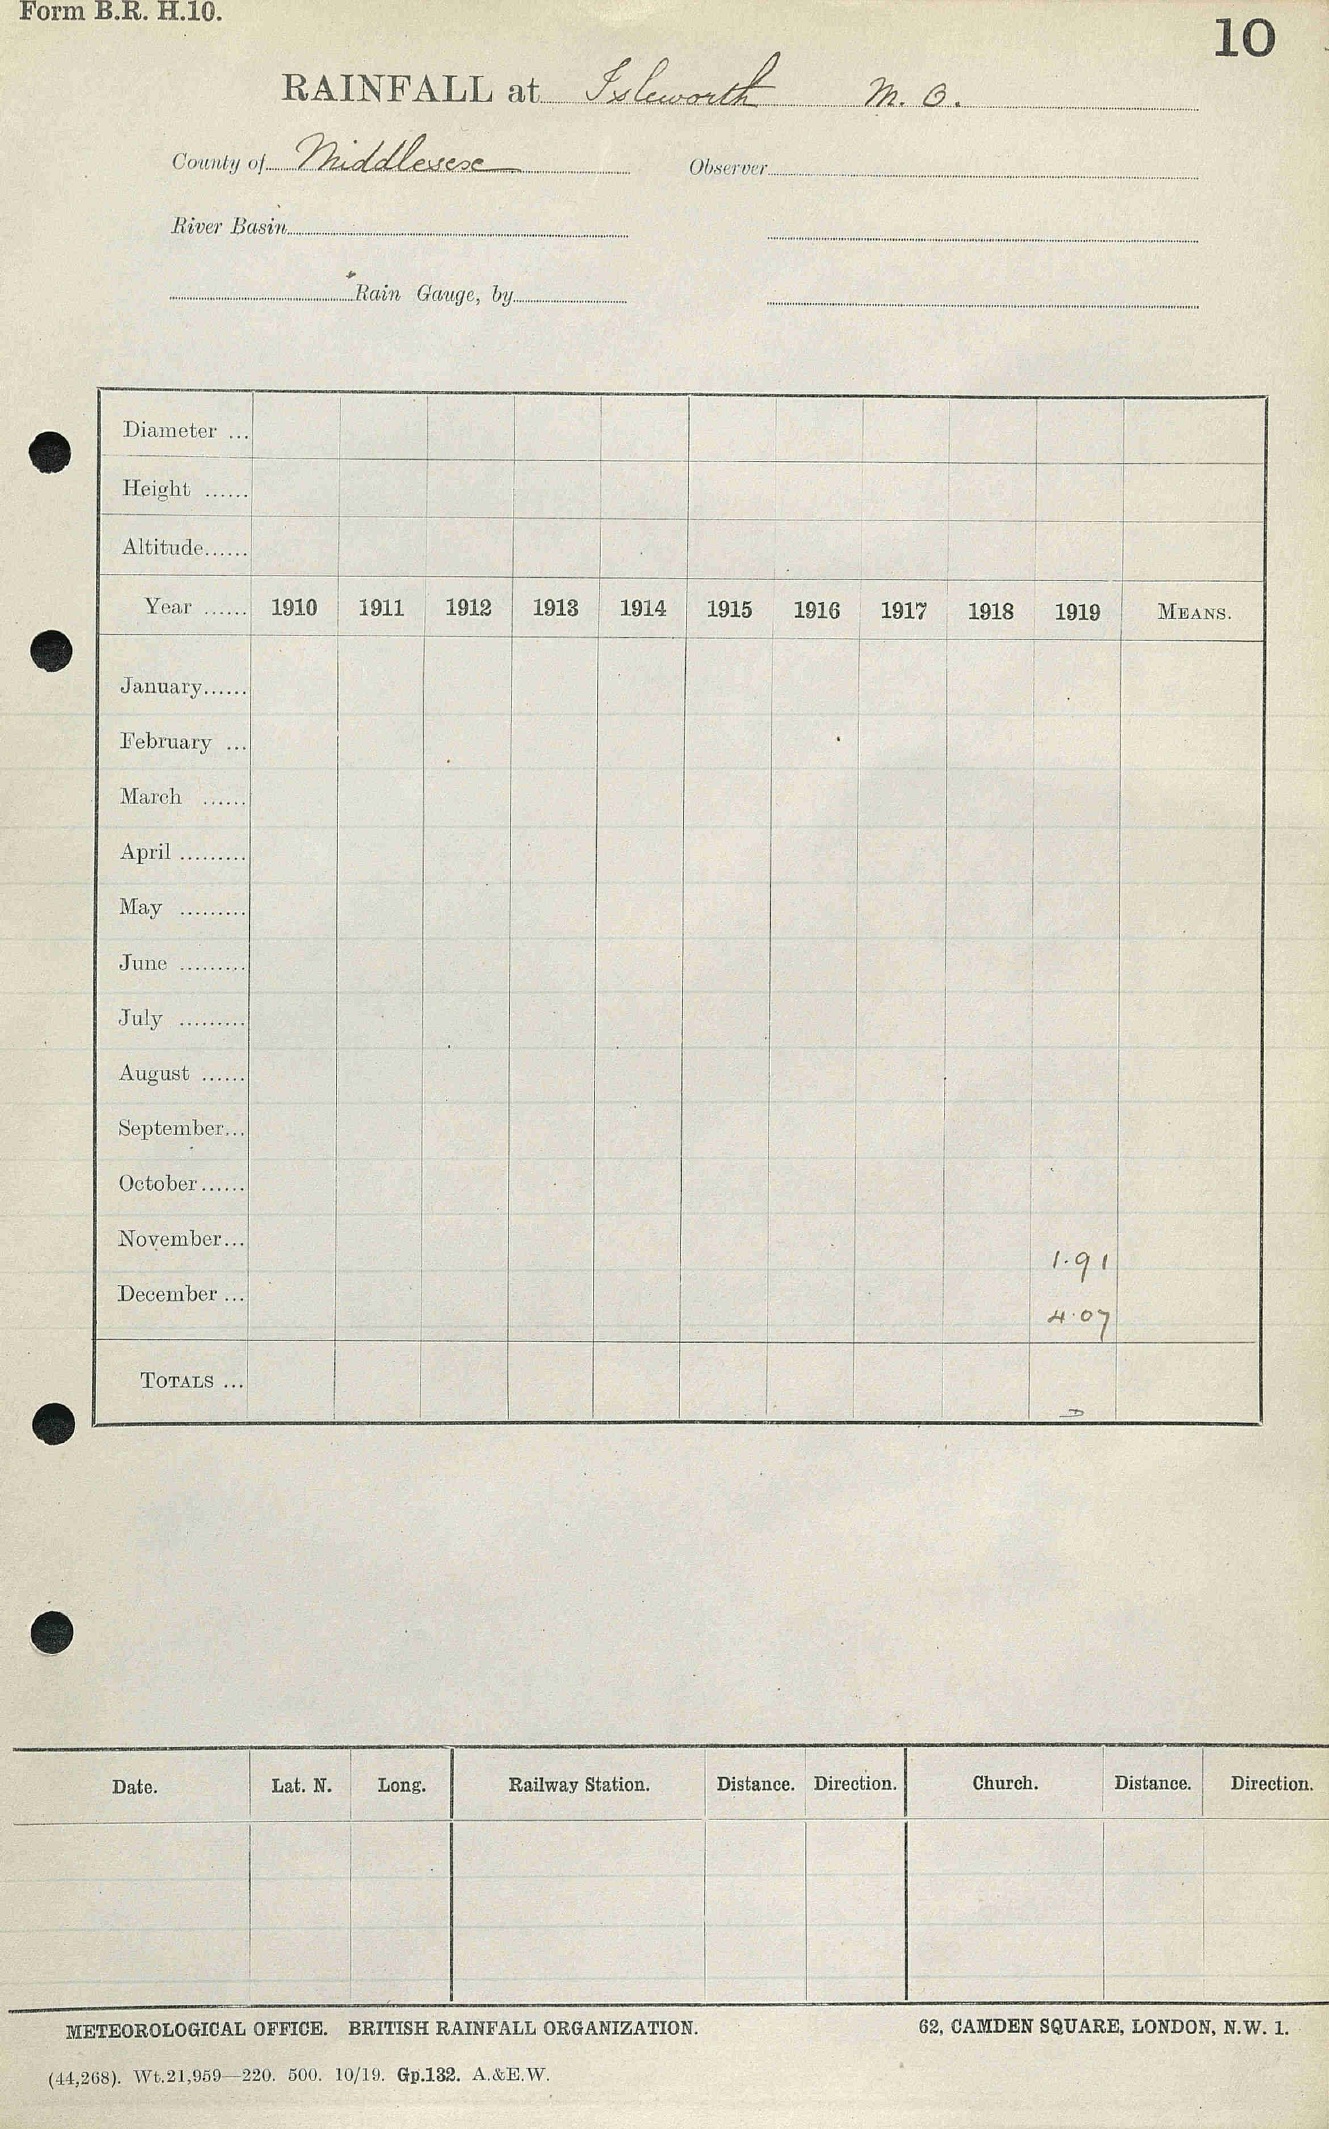 Form B.R. H.10.
10
RAINFALL at Isleworth M. O.
County of Middlesex Observer
River Basin
Rain Gauge, by
Diameter ...
Height ......
Altitude......
Year ...... 1910 1911 1912 1913 1914 1915 1916 1917 1918 1919 MEANS.
January......
February ...
March ......
April .........
May .........
June .........
July .........
August ......
September...
October......
November... 1.91
December ... 4.07
TOTALS ...
D
Date. Lat. N. Long. Railway Station. Distance. Direction. Church. Distance. Direction.
METEOROLOGICAL OFFICE. BRITISH RAINFALL ORGANIZATION. 62, CAMDEN SQUARE, LONDON, N.W. 1.
(44,268). Wt.21,959—220. 500. 10/19. Gp.132. A.&E.W.